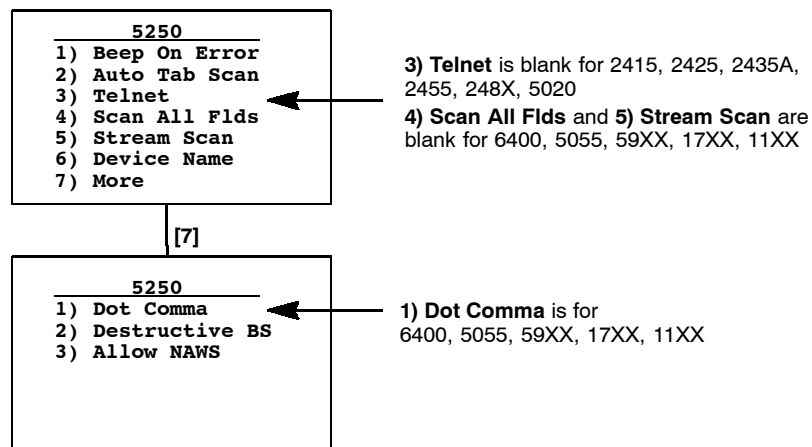 5250
1) Beep On Error
2) Auto Tab Scan
3) Telnet
4) Scan All Flds
5) Stream Scan
6) Device Name
7) More
3) Telnet is blank for 2415, 2425, 2435A,
2455, 248X, 5020
4) Scan All Flds and 5) Stream Scan are
blank for 6400, 5055, 59XX, 17XX, 11XX
[7]
5250
1) Dot Comma
2) Destructive BS
3) Allow NAWS
1) Dot Comma is for
6400, 5055, 59XX, 17XX, 11XX